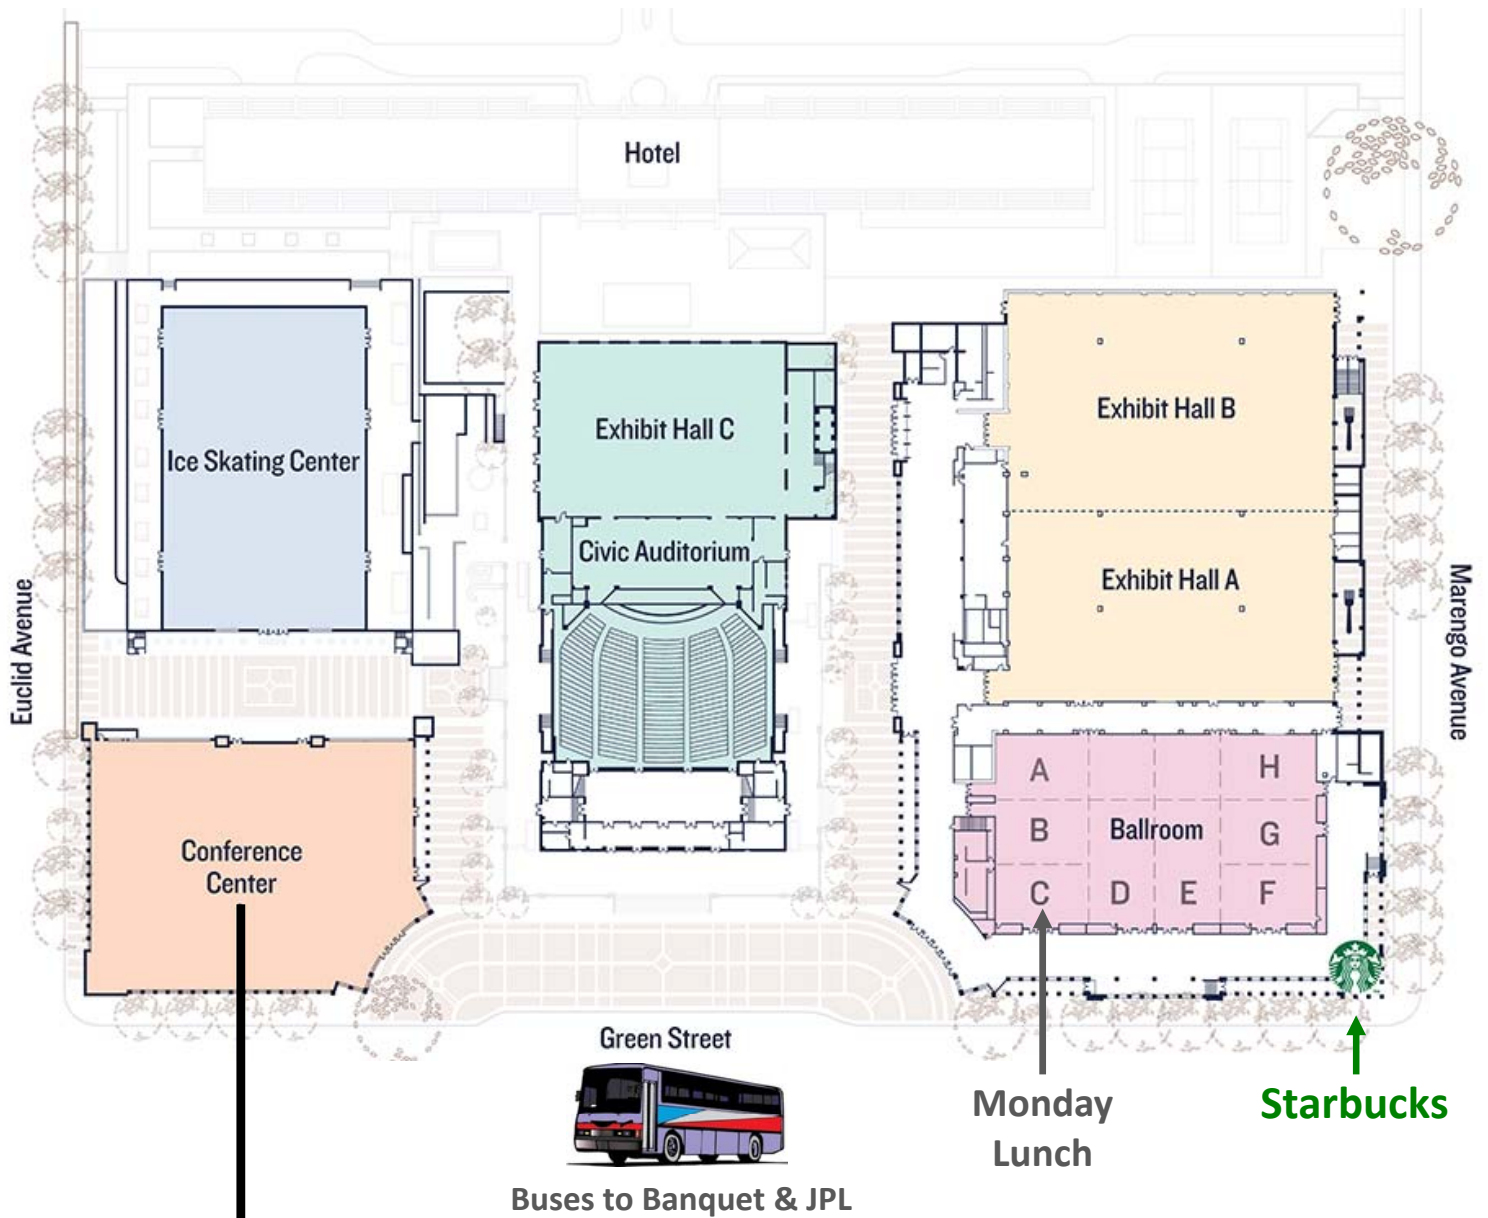 Hotel
Exhibit Hall C
Exhibit Hall B
Ice Skating Center
Civic Auditorium
Exhibit Hall A
Euclid Avenue
Marengo Avenue
A
H
B
Ballroom
G
C
D
E
F
Conference
Center
Green Street
Monday
Lunch
Starbucks
Buses to Banquet & JPL